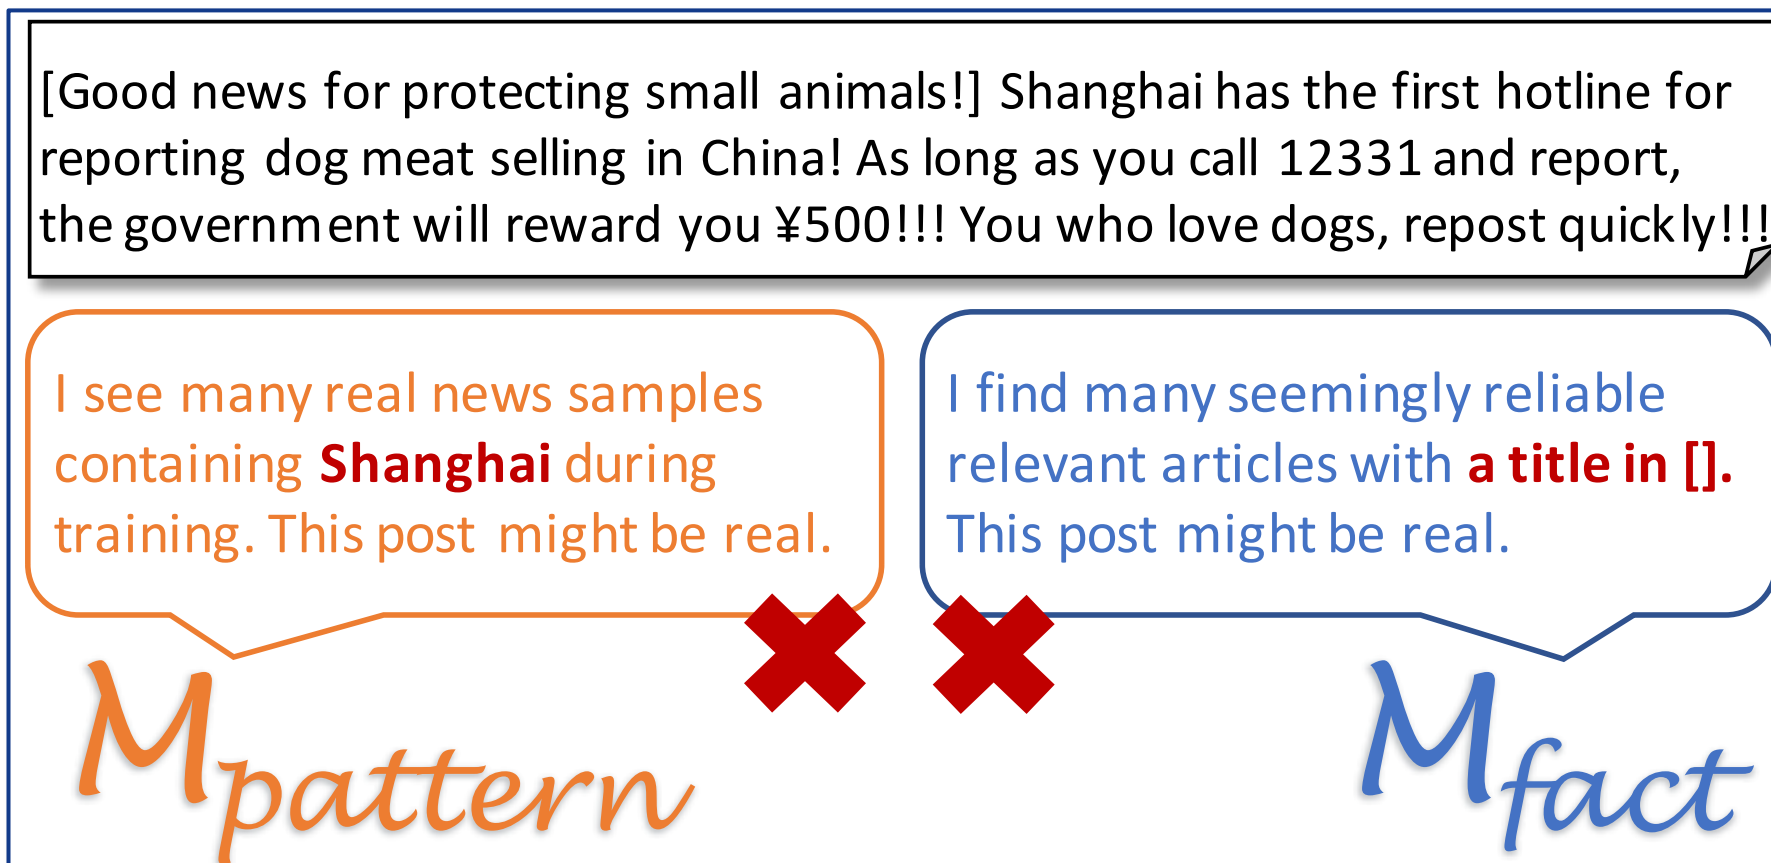 [Good news for protecting small animals!] Shanghai has the first hotline for
reporting dog meat selling in China! As long as you call 12331 and report,
the government will reward you ¥500!!! You who love dogs, repost quickly!!!
I see many real news samples
containing Shanghai during
training. This post might be real.
I find many seemingly reliable
relevant articles with a title in [].
This post might be real.
Mpattern
Mfact